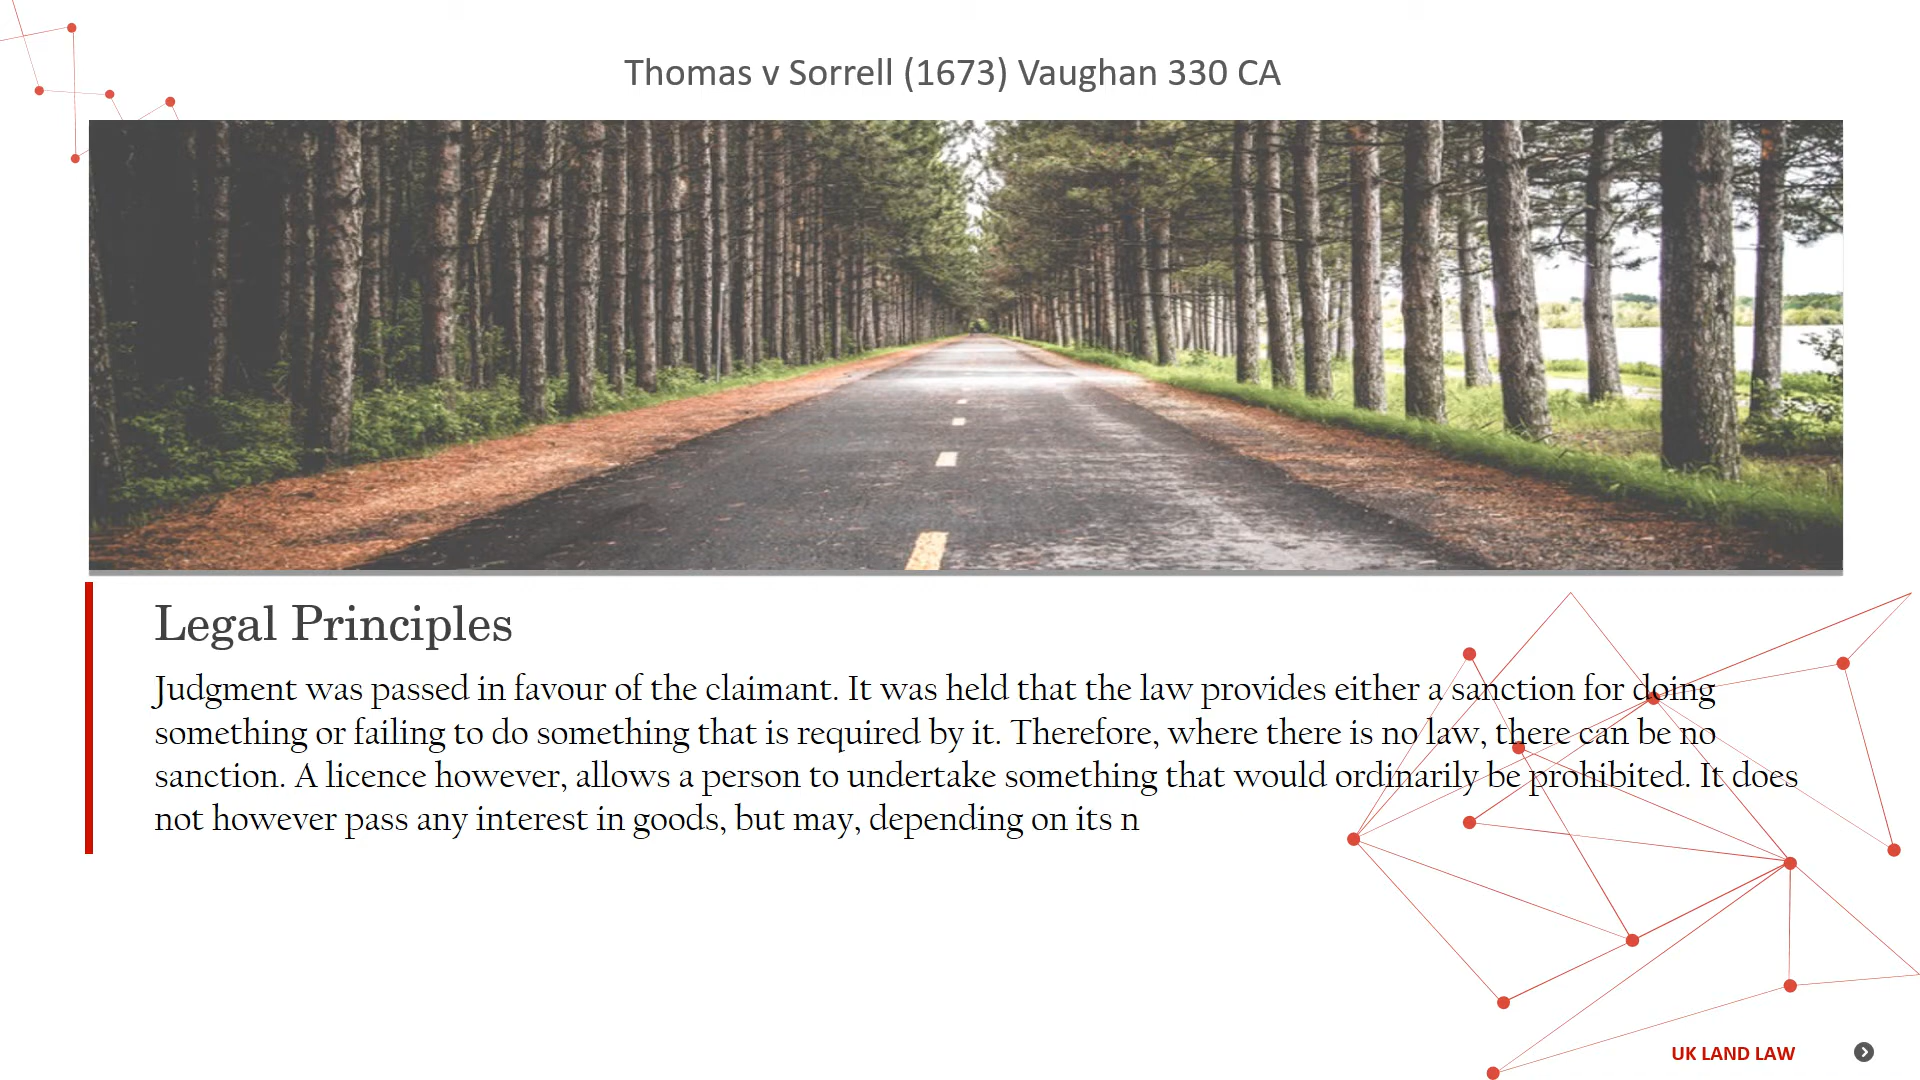 Thomas v Sorrell (1673) Vaughan 330 CA
Legal Principles
Judgment was passed in favour of the claimant. It was held that the law provides either a sanction for doing
something or failing to do something that is required by it. Therefore, where there is no law, there can be no
sanction. A licence however, allows a person to undertake something that would ordinarily be prohibited. It does
not however pass any interest in goods, but may, depending on its n
UK LAND LAW